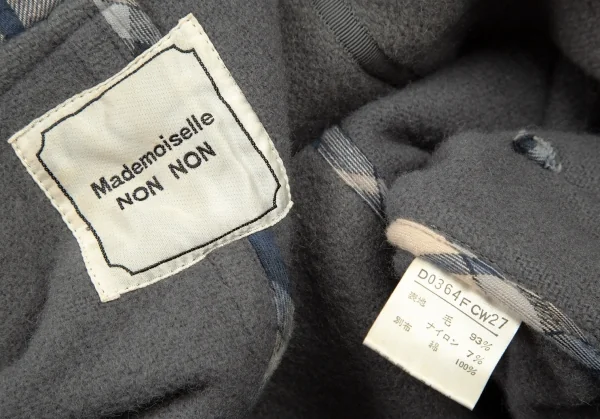 Mademoiselle
NON NON
D0364FCW27
表地 毛 93%
ナイロン 7%
別布 綿 100%